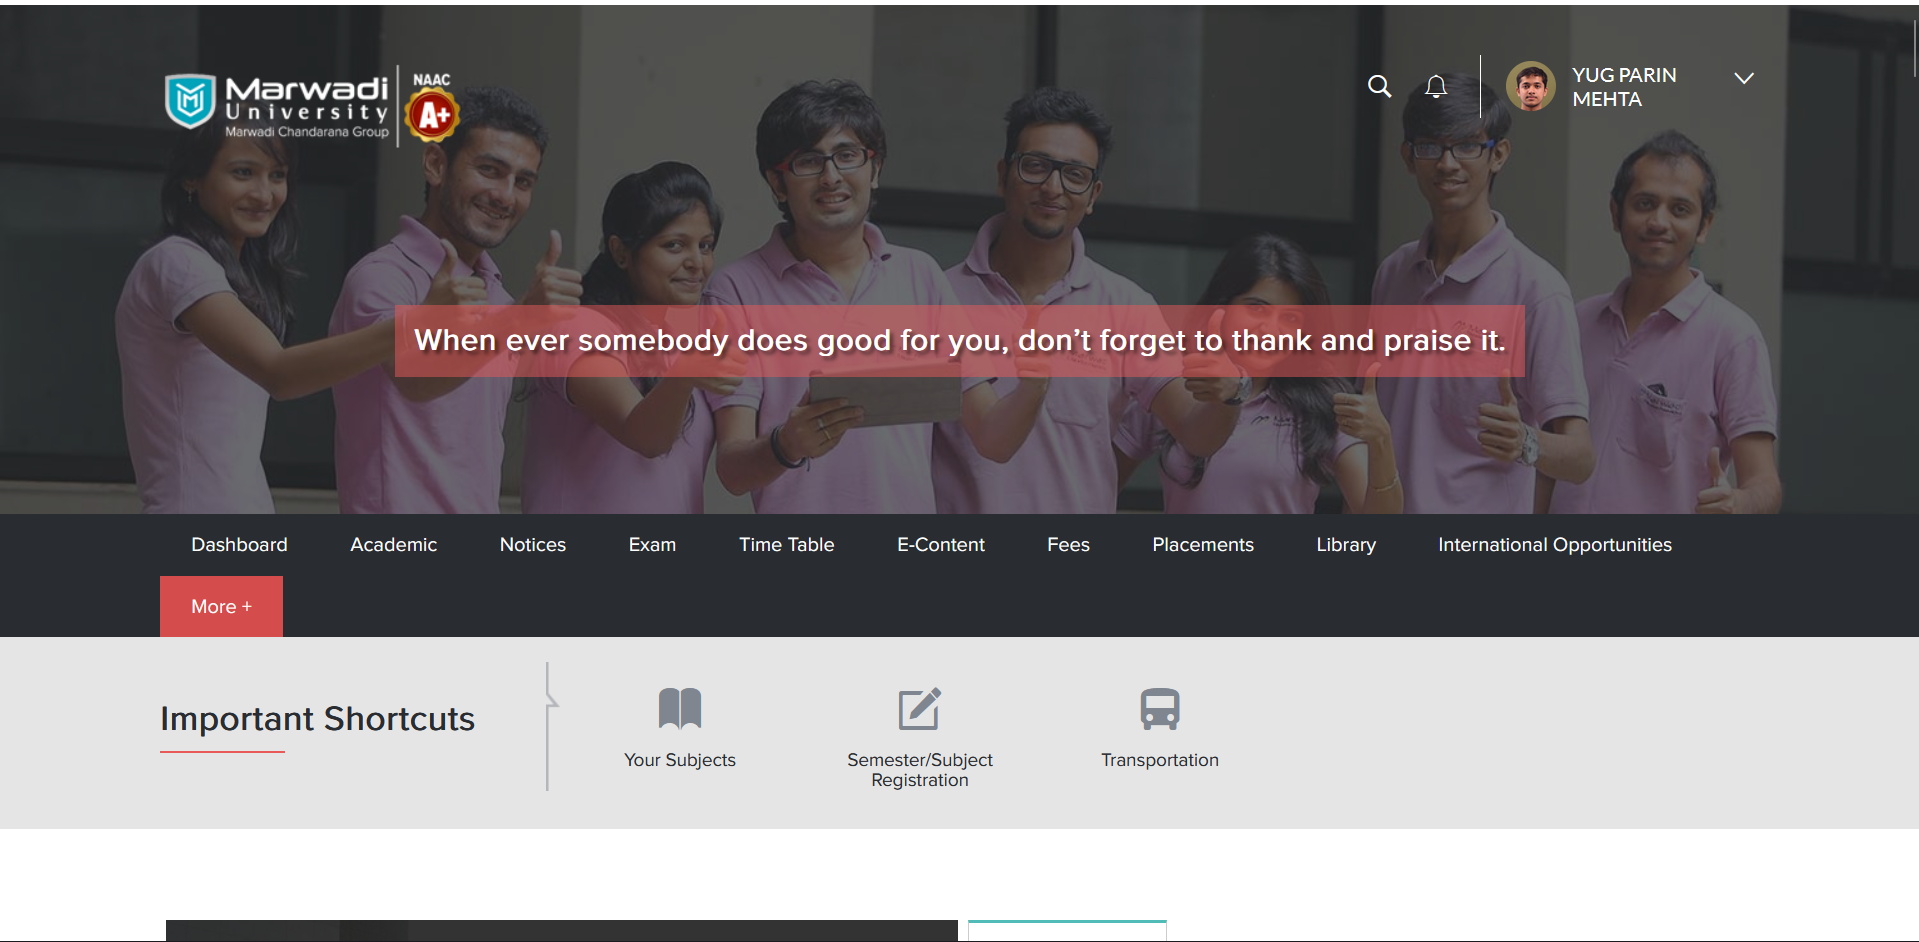 Marwadi
University
Marwadi Chandarana Group
NAAC
A+
YUG PARIN
MEHTA
When ever somebody does good for you, don’t forget to thank and praise it.
Dashboard Academic Notices Exam Time Table E-Content Fees Placements Library International Opportunities
More +
Important Shortcuts
Your Subjects
Semester/Subject
Registration
Transportation